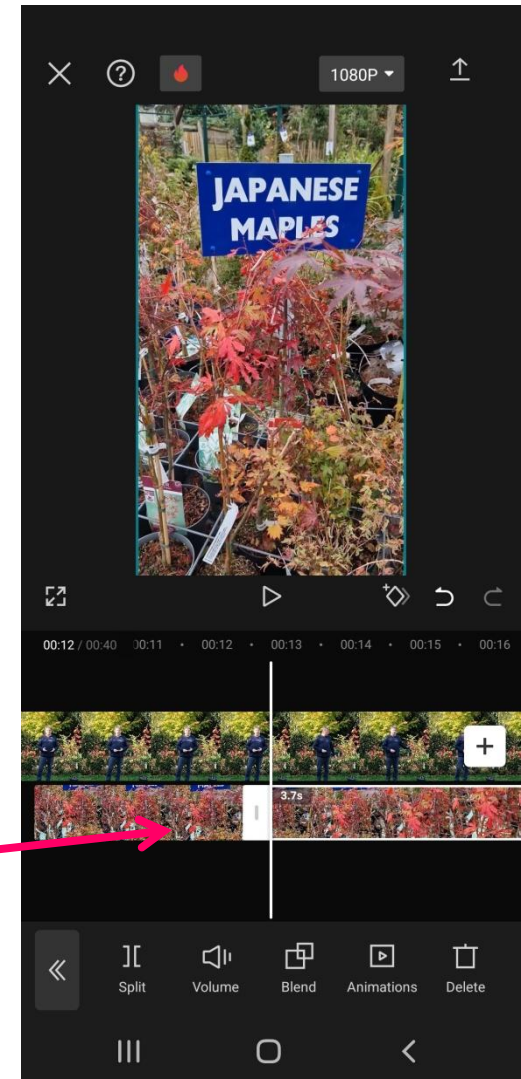 1080P
JAPANESE
MAPLES
00:12 / 00:40 00:11 • 00:12 • 00:13 • 00:14 • 00:15 • 00:16
3.7s
Split Volume Blend Animations Delete